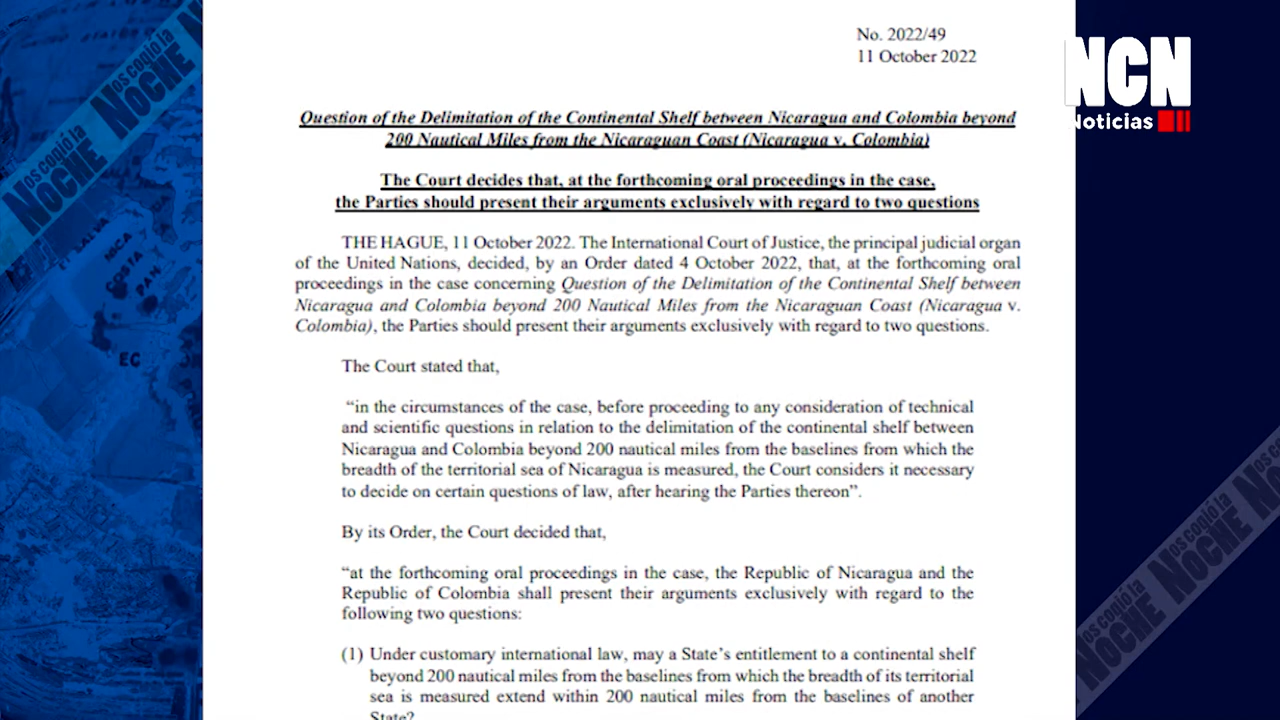 No. 2022/49
11 October 2022
NCN
Noticias
Question of the Delimitation of the Continental Shelf between Nicaragua and Colombia beyond
200 Nautical Miles from the Nicaraguan Coast (Nicaragua v. Colombia)
The Court decides that, at the forthcoming oral proceedings in the case,
the Parties should present their arguments exclusively with regard to two questions
THE HAGUE, 11 October 2022. The International Court of Justice, the principal judicial organ
of the United Nations, decided, by an Order dated 4 October 2022, that, at the forthcoming oral
proceedings in the case concerning Question of the Delimitation of the Continental Shelf between
Nicaragua and Colombia beyond 200 Nautical Miles from the Nicaraguan Coast (Nicaragua v.
Colombia), the Parties should present their arguments exclusively with regard to two questions.
The Court stated that,
“in the circumstances of the case, before proceeding to any consideration of technical
and scientific questions in relation to the delimitation of the continental shelf between
Nicaragua and Colombia beyond 200 nautical miles from the baselines from which the
breadth of the territorial sea of Nicaragua is measured, the Court considers it necessary
to decide on certain questions of law, after hearing the Parties thereon”.
By its Order, the Court decided that,
“at the forthcoming oral proceedings in the case, the Republic of Nicaragua and the
Republic of Colombia shall present their arguments exclusively with regard to the
following two questions:
(1) Under customary international law, may a State’s entitlement to a continental shelf
beyond 200 nautical miles from the baselines from which the breadth of its territorial
sea is measured extend within 200 nautical miles from the baselines of another
State?
Nos cogió la
NOCHE
Nos cogió la
NOCHE
Nos cogió la
NOCHE
Nos cogió la
NOCHE
EC